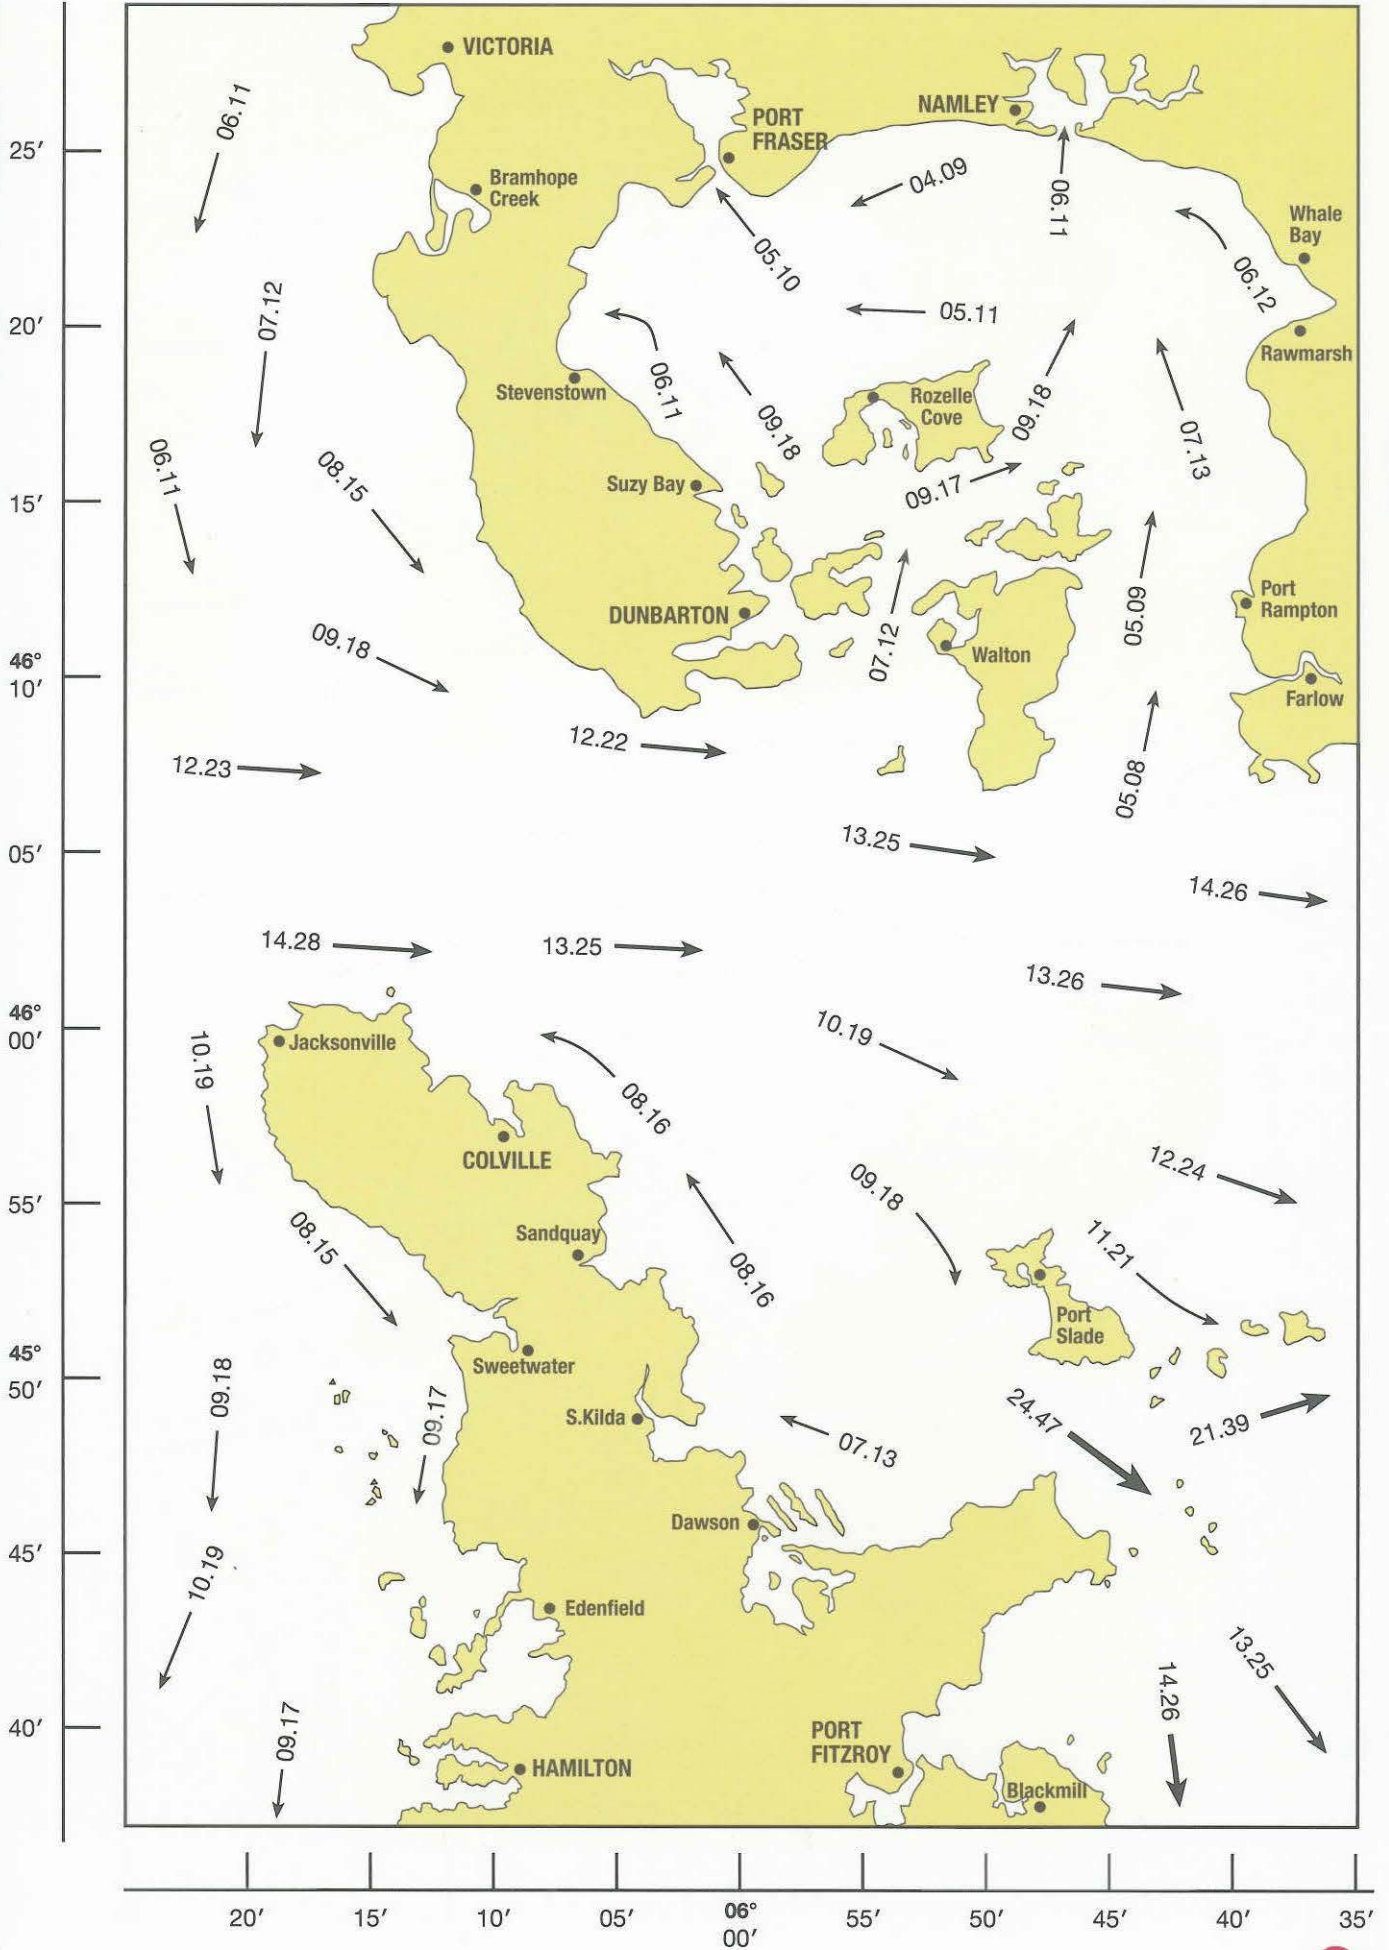 VICTORIA
06.11
NAMLEY
PORT
FRASER
25′
04.09
Bramhope
Creek
06.11
Whale
Bay
05.10
06.12
07.12
20′
05.11
Rawmarsh
Stevenstown
06.11
Rozelle
Cove
09.18
09.18
07.13
06.11
08.15
Suzy Bay
15′
09.17
05.09
Port
Rampton
DUNBARTON
09.18
07.12
Walton
46°
10′
Farlow
12.22
12.23
05.08
13.25
05′
14.26
14.28
13.25
13.26
46°
00′
10.19
Jacksonville
10.19
08.16
COLVILLE
12.24
09.18
55′
08.15
Sandquay
11.21
08.16
Port
Slade
45°
50′
Sweetwater
09.18
09.17
S.Kilda
24.47
21.39
07.13
Dawson
45′
10.19
Edenfield
13.25
14.26
40′
09.17
PORT
FITZROY
HAMILTON
Blackmill
20′ 15′ 10′ 05′ 06° 55′ 50′ 45′ 40′ 35′
00′